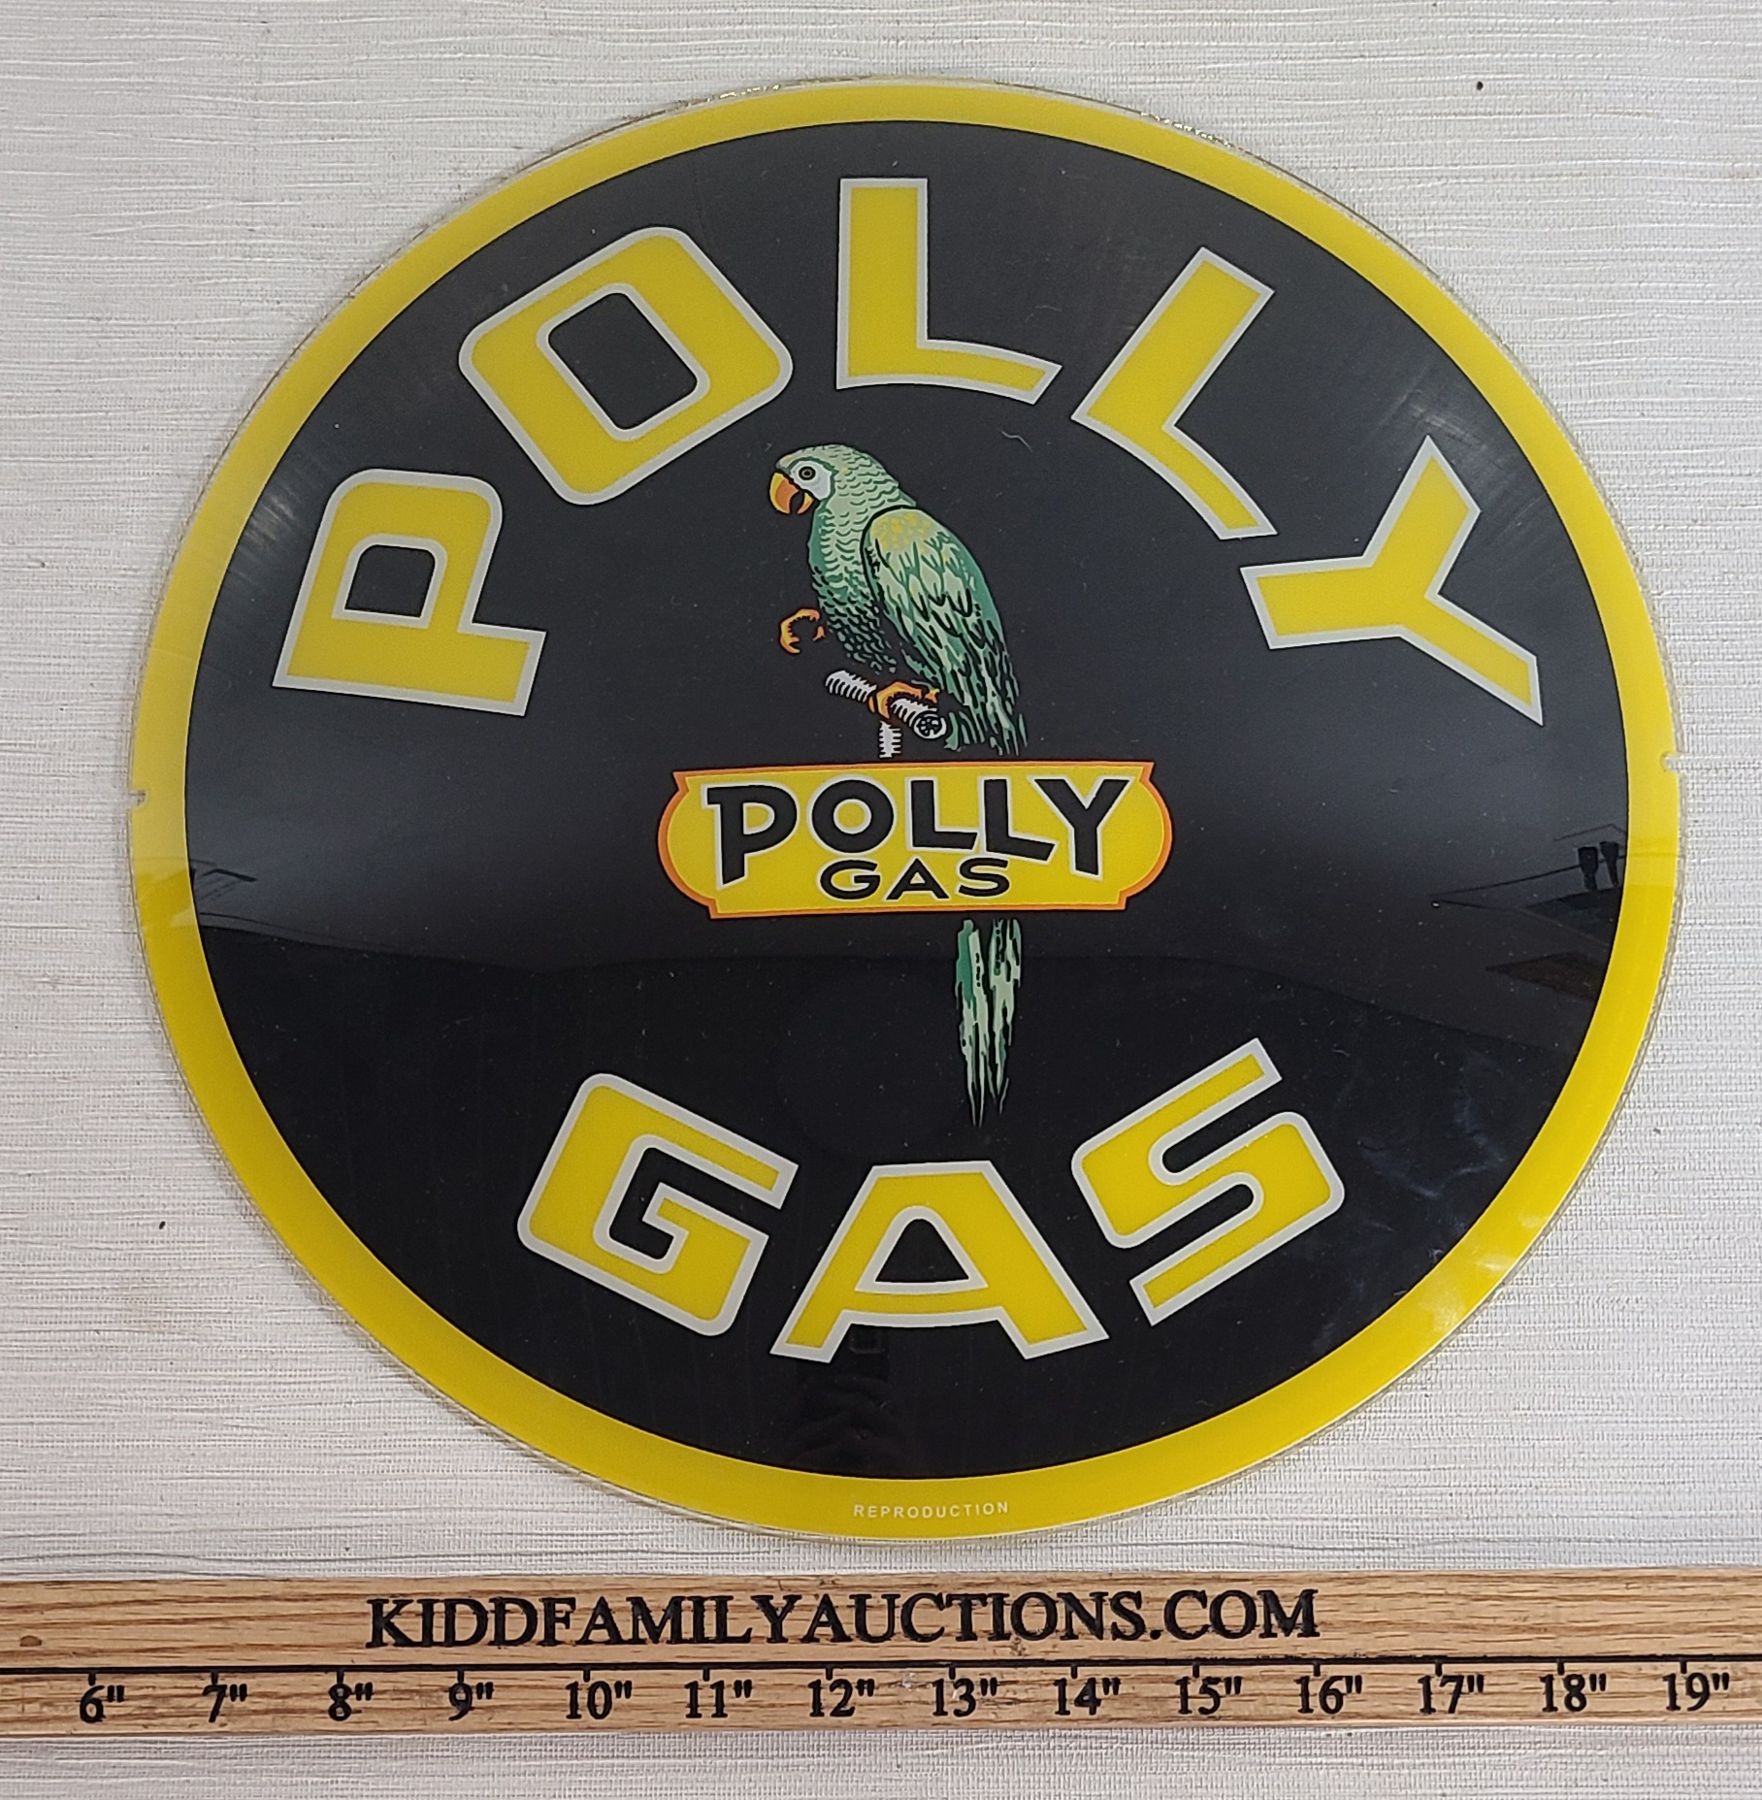 POLLY
POLLY
GAS
GAS
REPRODUCTION
KIDDFAMILYAUCTIONS.COM
6" 7" 8" 9" 10" 11" 12" 13" 14" 15" 16" 17" 18" 19"